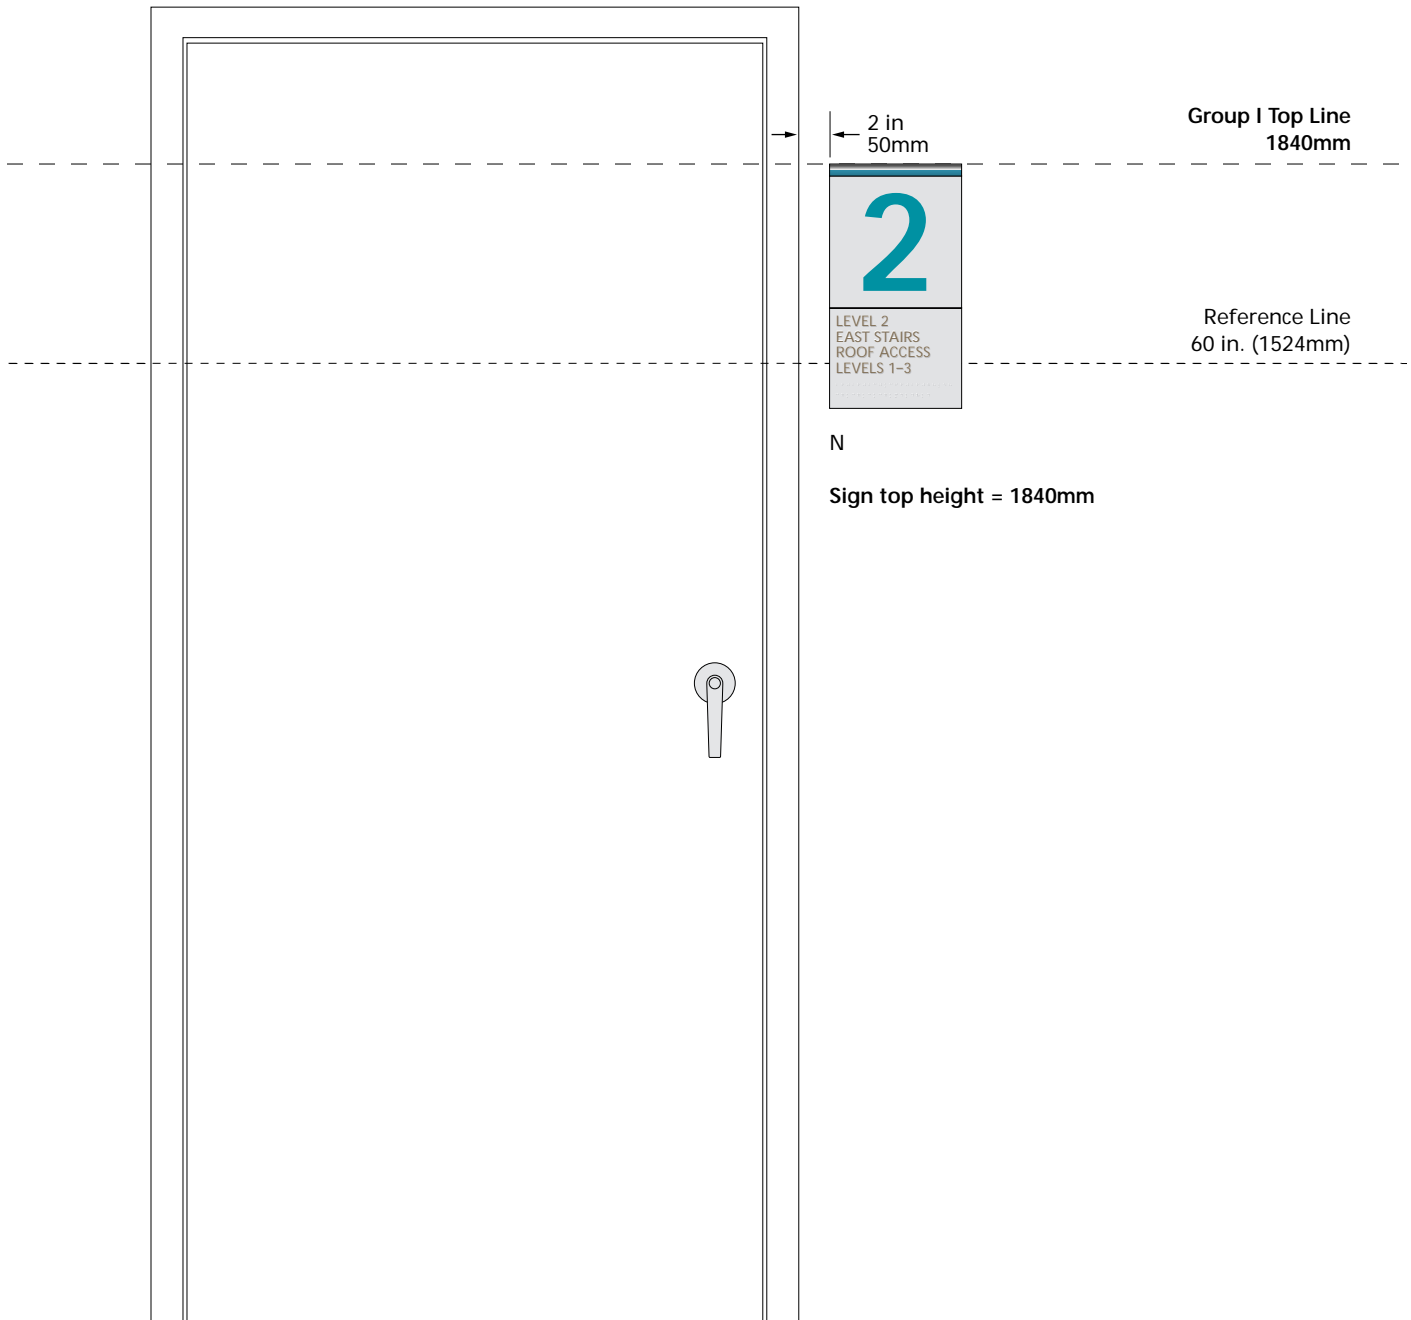 2 in
50mm
Group I Top Line
1840mm
2
LEVEL 2
EAST STAIRS
ROOF ACCESS
LEVELS 1–3
Reference Line
60 in. (1524mm)
N
Sign top height = 1840mm